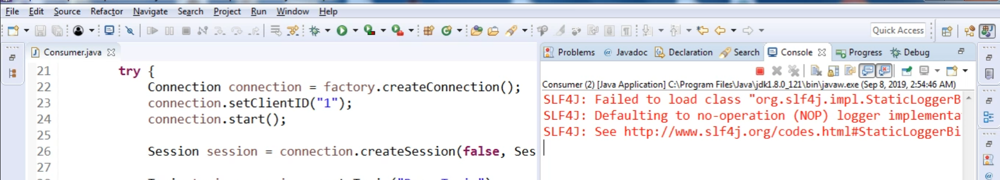 File Edit Source Refactor Navigate Search Project Run Window Help
Quick Access
Consumer.java
21 try {
22 Connection connection = factory.createConnection();
23 connection.setClientID("1");
24 connection.start();
25
26 Session session = connection.createSession(false, Ses
27
Problems @ Javadoc Declaration Search Console Progress Debug
Consumer (2) [Java Application] C:\Program Files\Java\jdk1.8.0_121\bin\javaw.exe (Sep 8, 2019, 2:54:46 AM)
SLF4J: Failed to load class "org.slf4j.impl.StaticLoggerB
SLF4J: Defaulting to no-operation (NOP) logger implementa
SLF4J: See http://www.slf4j.org/codes.html#StaticLoggerBi